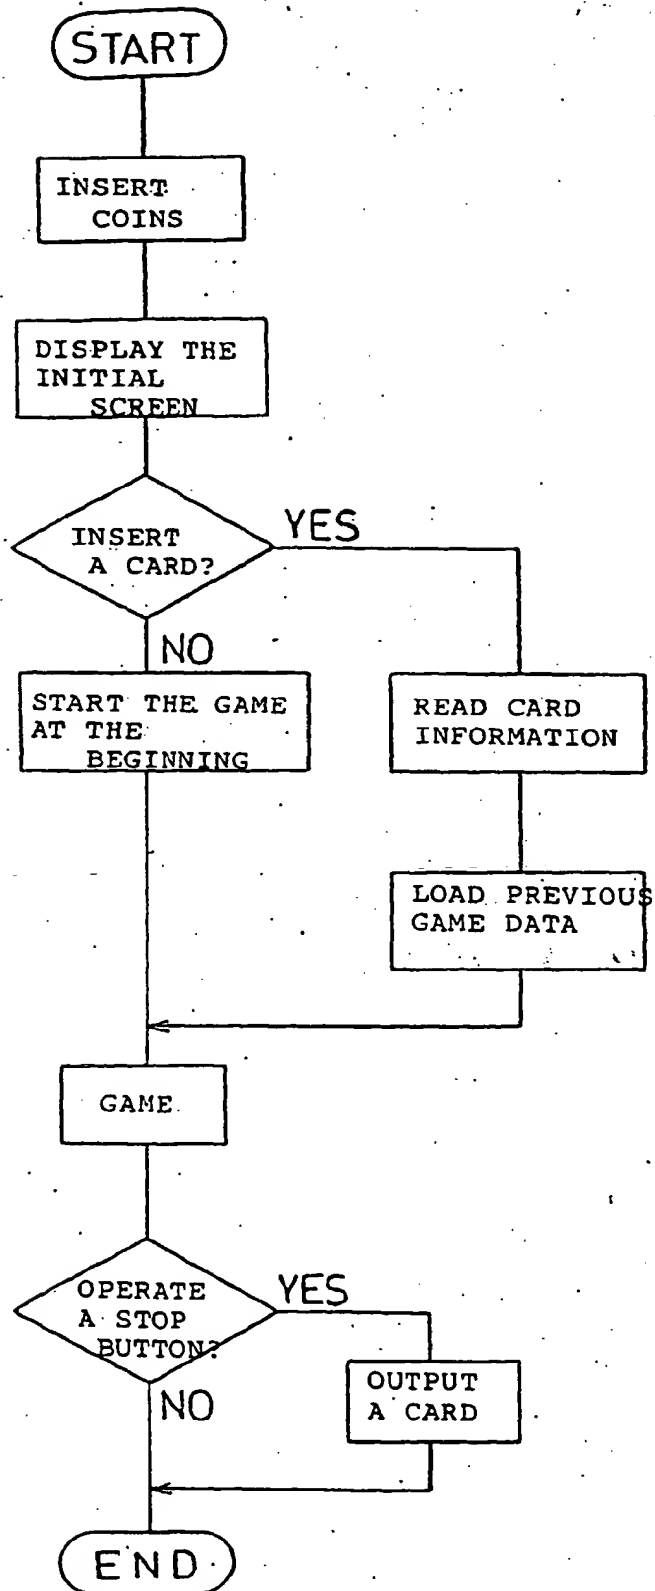 START
INSERT
COINS
DISPLAY THE
INITIAL
SCREEN
INSERT
A CARD?
YES
NO
START THE GAME
AT THE
BEGINNING
READ CARD
INFORMATION
LOAD PREVIOUS
GAME DATA
GAME
OPERATE
A STOP
BUTTON?
YES
NO
OUTPUT
A CARD
END